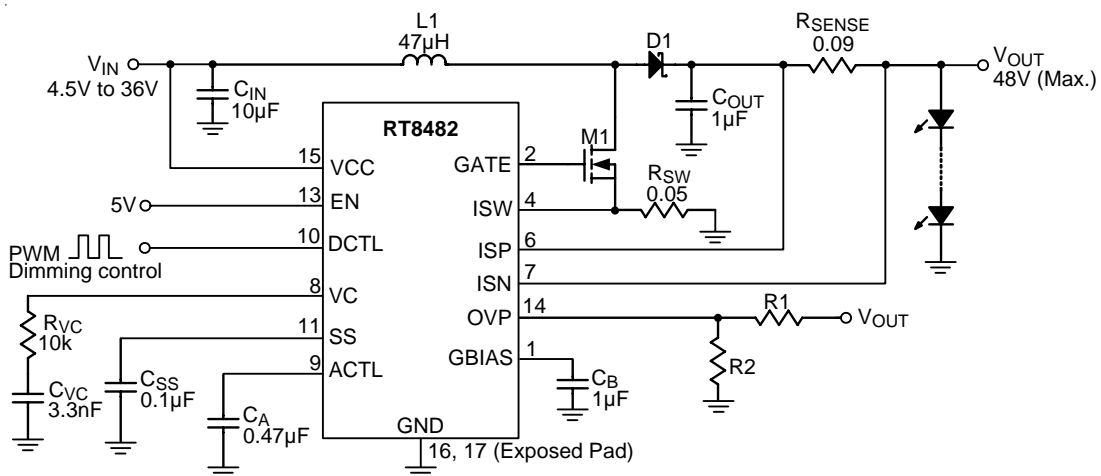 L1
47µH
D1
RSENSE
0.09
VIN
4.5V to 36V
VOUT
48V (Max.)
CIN
10µF
COUT
1µF
RT8482
M1
15 VCC
GATE 2
RSW
0.05
5V
13 EN
ISW 4
PWM
Dimming control
10 DCTL
ISP 6
ISN 7
8 VC
OVP 14
R1
VOUT
RVC
10k
11 SS
R2
GBIAS 1
9 ACTL
CVC
3.3nF
CSS
0.1µF
CA
0.47µF
CB
1µF
GND
16, 17 (Exposed Pad)